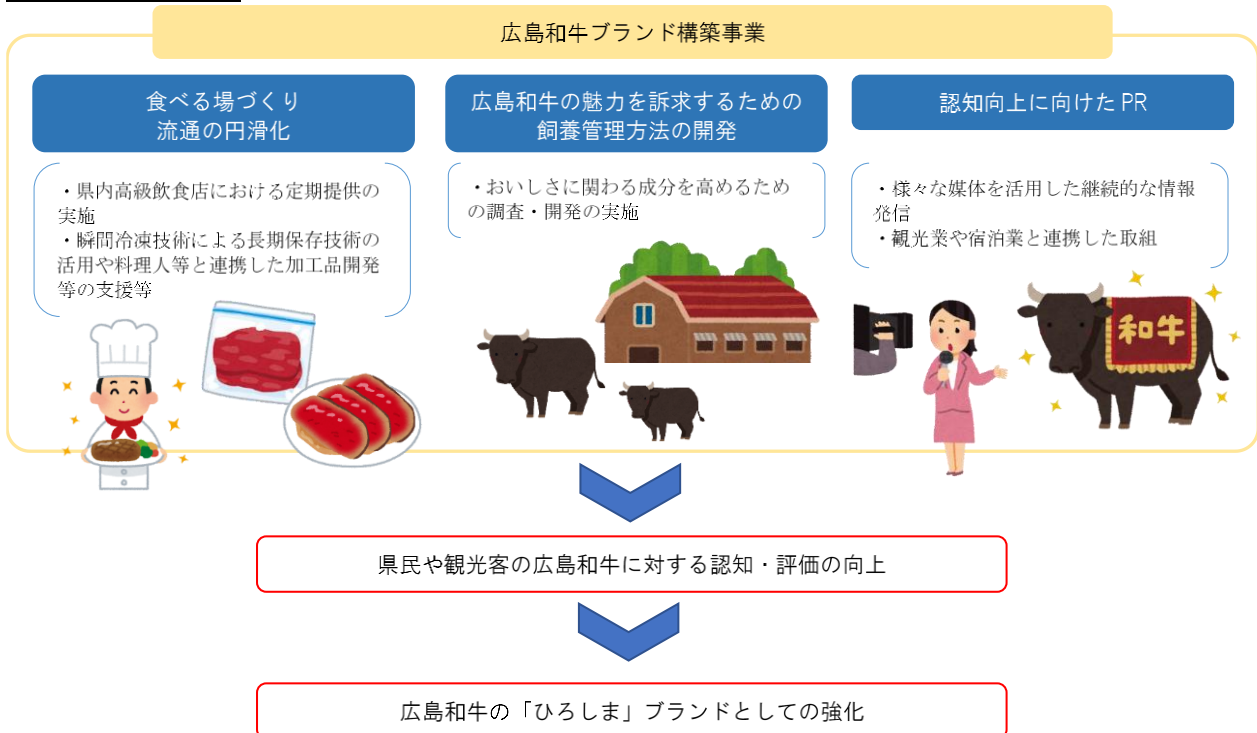 広島和牛ブランド構築事業
食べる場づくり
流通の円滑化
・県内高級飲食店における定期提供の
実施
・瞬間冷凍技術による長期保存技術の
活用や料理人等と連携した加工品開発
等の支援等
広島和牛の魅力を訴求するための
飼養管理方法の開発
・おいしさに関わる成分を高めるため
の調査・開発の実施
認知向上に向けた PR
・様々な媒体を活用した継続的な情報
発信
・観光業や宿泊業と連携した取組
和牛
県民や観光客の広島和牛に対する認知・評価の向上
広島和牛の「ひろしま」ブランドとしての強化